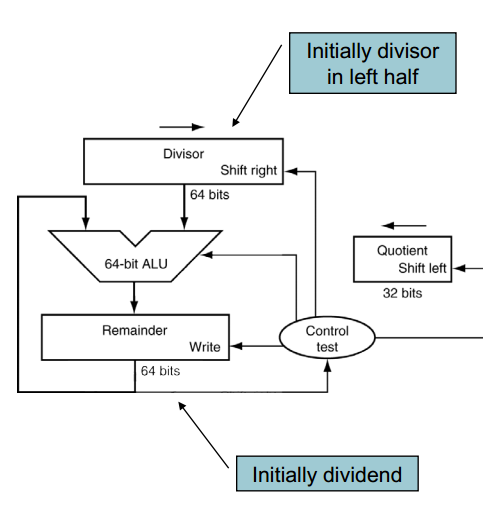 Initially divisor
in left half
Divisor
Shift right
64 bits
64-bit ALU
Quotient
Shift left
32 bits
Remainder
Write
Control
test
64 bits
Initially dividend